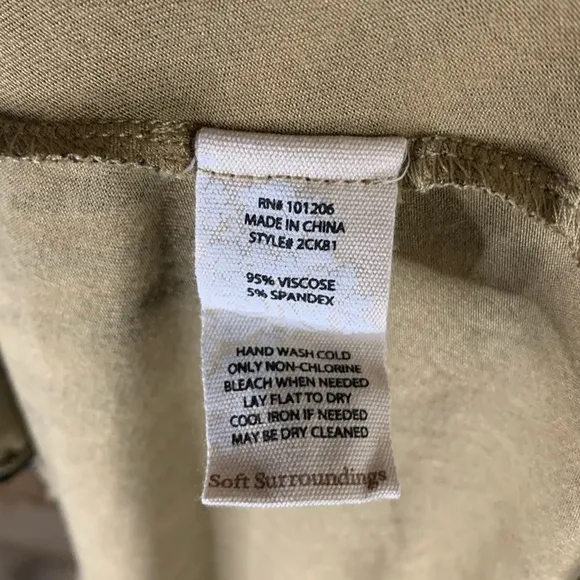 RN# 101206
MADE IN CHINA
STYLE# 2CK81
95% VISCOSE
5% SPANDEX
HAND WASH COLD
ONLY NON-CHLORINE
BLEACH WHEN NEEDED
LAY FLAT TO DRY
COOL IRON IF NEEDED
MAY BE DRY CLEANED
Soft Surroundings